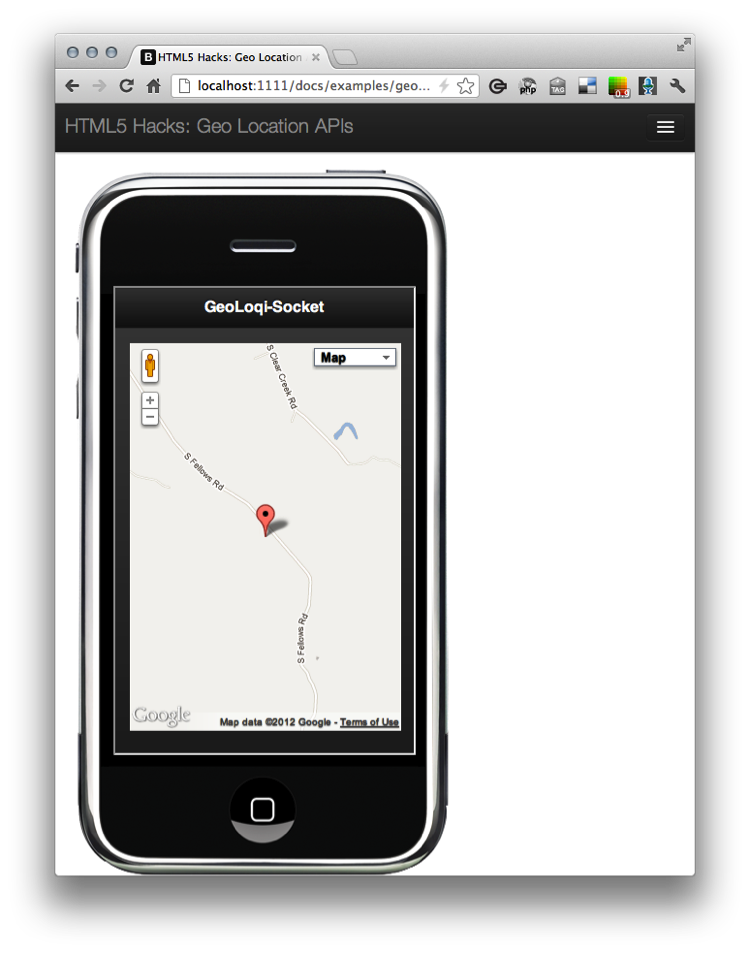 HTML5 Hacks: Geo Location
localhost:1111/docs/examples/geo...
php
TAG
0.9
HTML5 Hacks: Geo Location APIs
GeoLoqi-Socket
Map
S Clear Creek Rd
S Fellows Rd
S Fellows Rd
Google
Map data ©2012 Google - Terms of Use